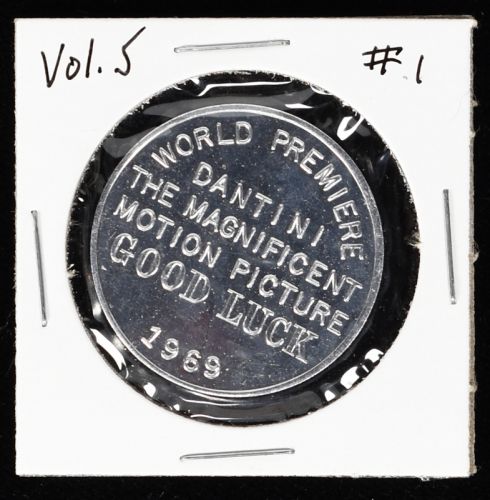 Vol. 5 #1
WORLD PREMIERE
DANTINI
THE MAGNIFICENT
MOTION PICTURE
GOOD LUCK
1969